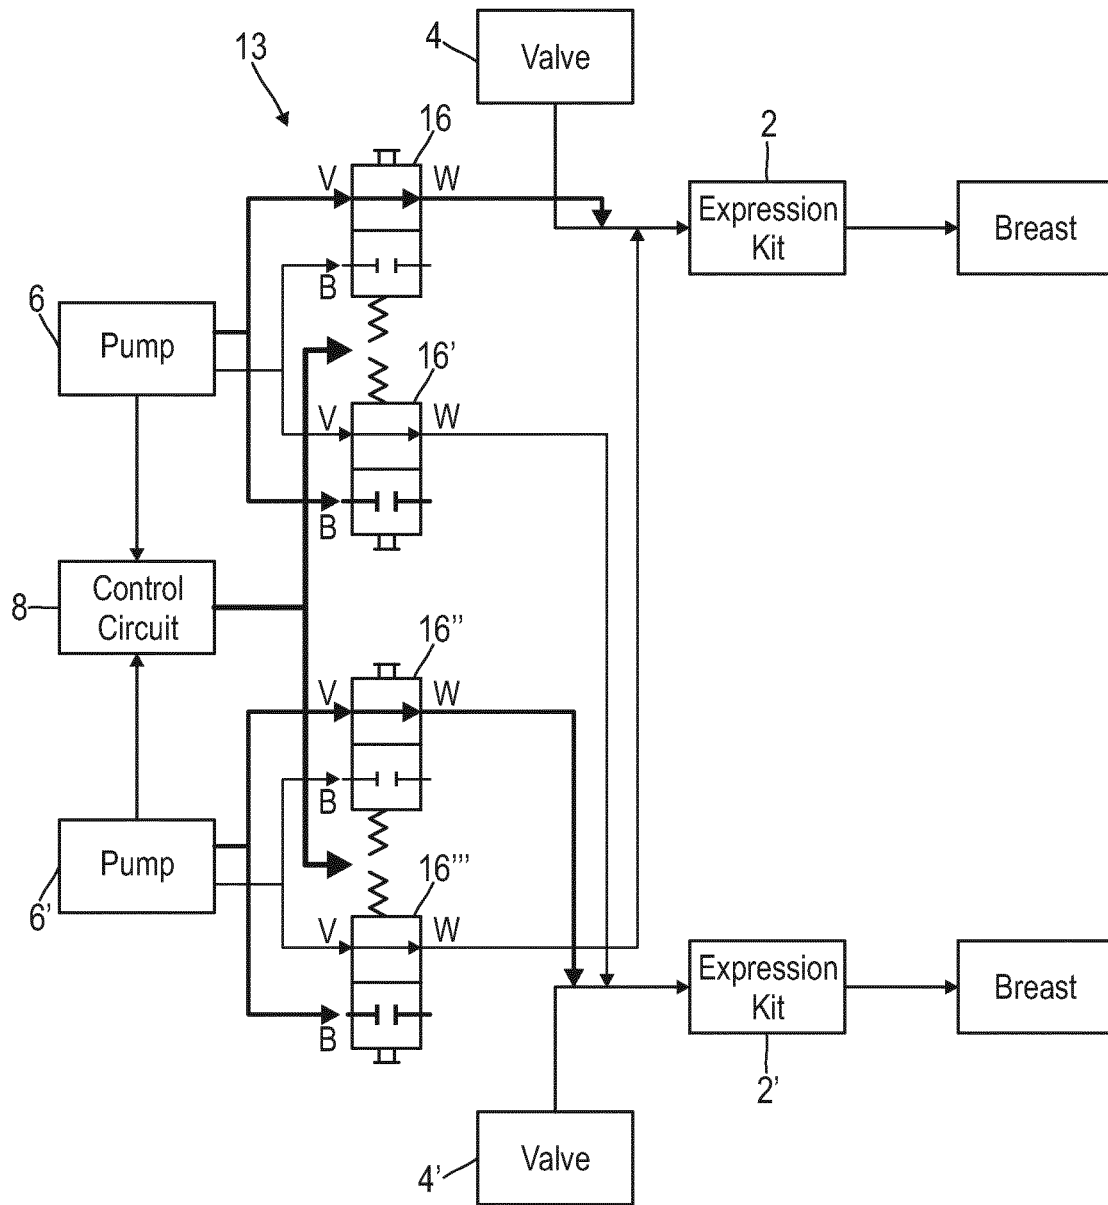 4
Valve
13
16
2
V
W
Expression
Kit
Breast
B
6
Pump
16’
V
W
B
8
Control
Circuit
16’’
V
W
B
Pump
6’
16’’’
V
W
B
Expression
Kit
Breast
2’
Valve
4’